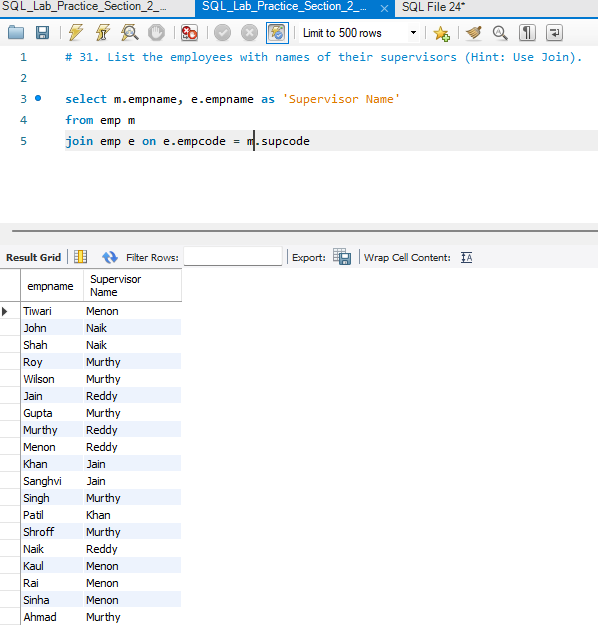 SQL_Lab_Practice_Section_2_... SQL_Lab_Practice_Section_2_... SQL File 24*
Limit to 500 rows
1 # 31. List the employees with names of their supervisors (Hint: Use Join).
2
3 select m.empname, e.empname as 'Supervisor Name'
4 from emp m
5 join emp e on e.empcode = m.supcode
Result Grid Filter Rows: Export: Wrap Cell Content: IA
empname Supervisor Name
Tiwari Menon
John Naik
Shah Naik
Roy Murthy
Wilson Murthy
Jain Reddy
Gupta Murthy
Murthy Reddy
Menon Reddy
Khan Jain
Sanghvi Jain
Singh Murthy
Patil Khan
Shroff Murthy
Naik Reddy
Kaul Menon
Rai Menon
Sinha Menon
Ahmad Murthy